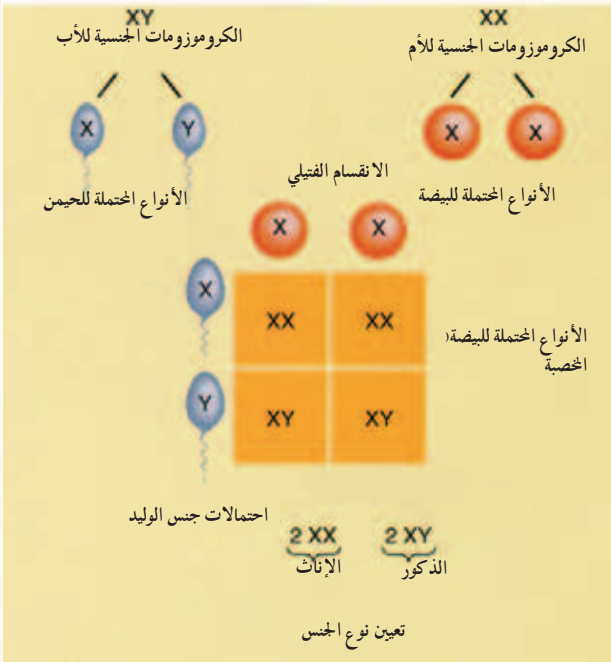 XX
الكروموزومات الجنسية للأم
XY
الكروموزومات الجنسية للأب
X
X
Y
X
الأنواع المحتملة للبيضة
الأنواع المحتملة للحيمن
الانقسام الفتيلي
X
X
X
XX
XX
الأنواع المحتملة للبيضة(
المخصبة
Y
XY
XY
احتمالات جنس الوليد
2 XX
2 XY
الإناث
الذكور
تعيين نوع الجنس